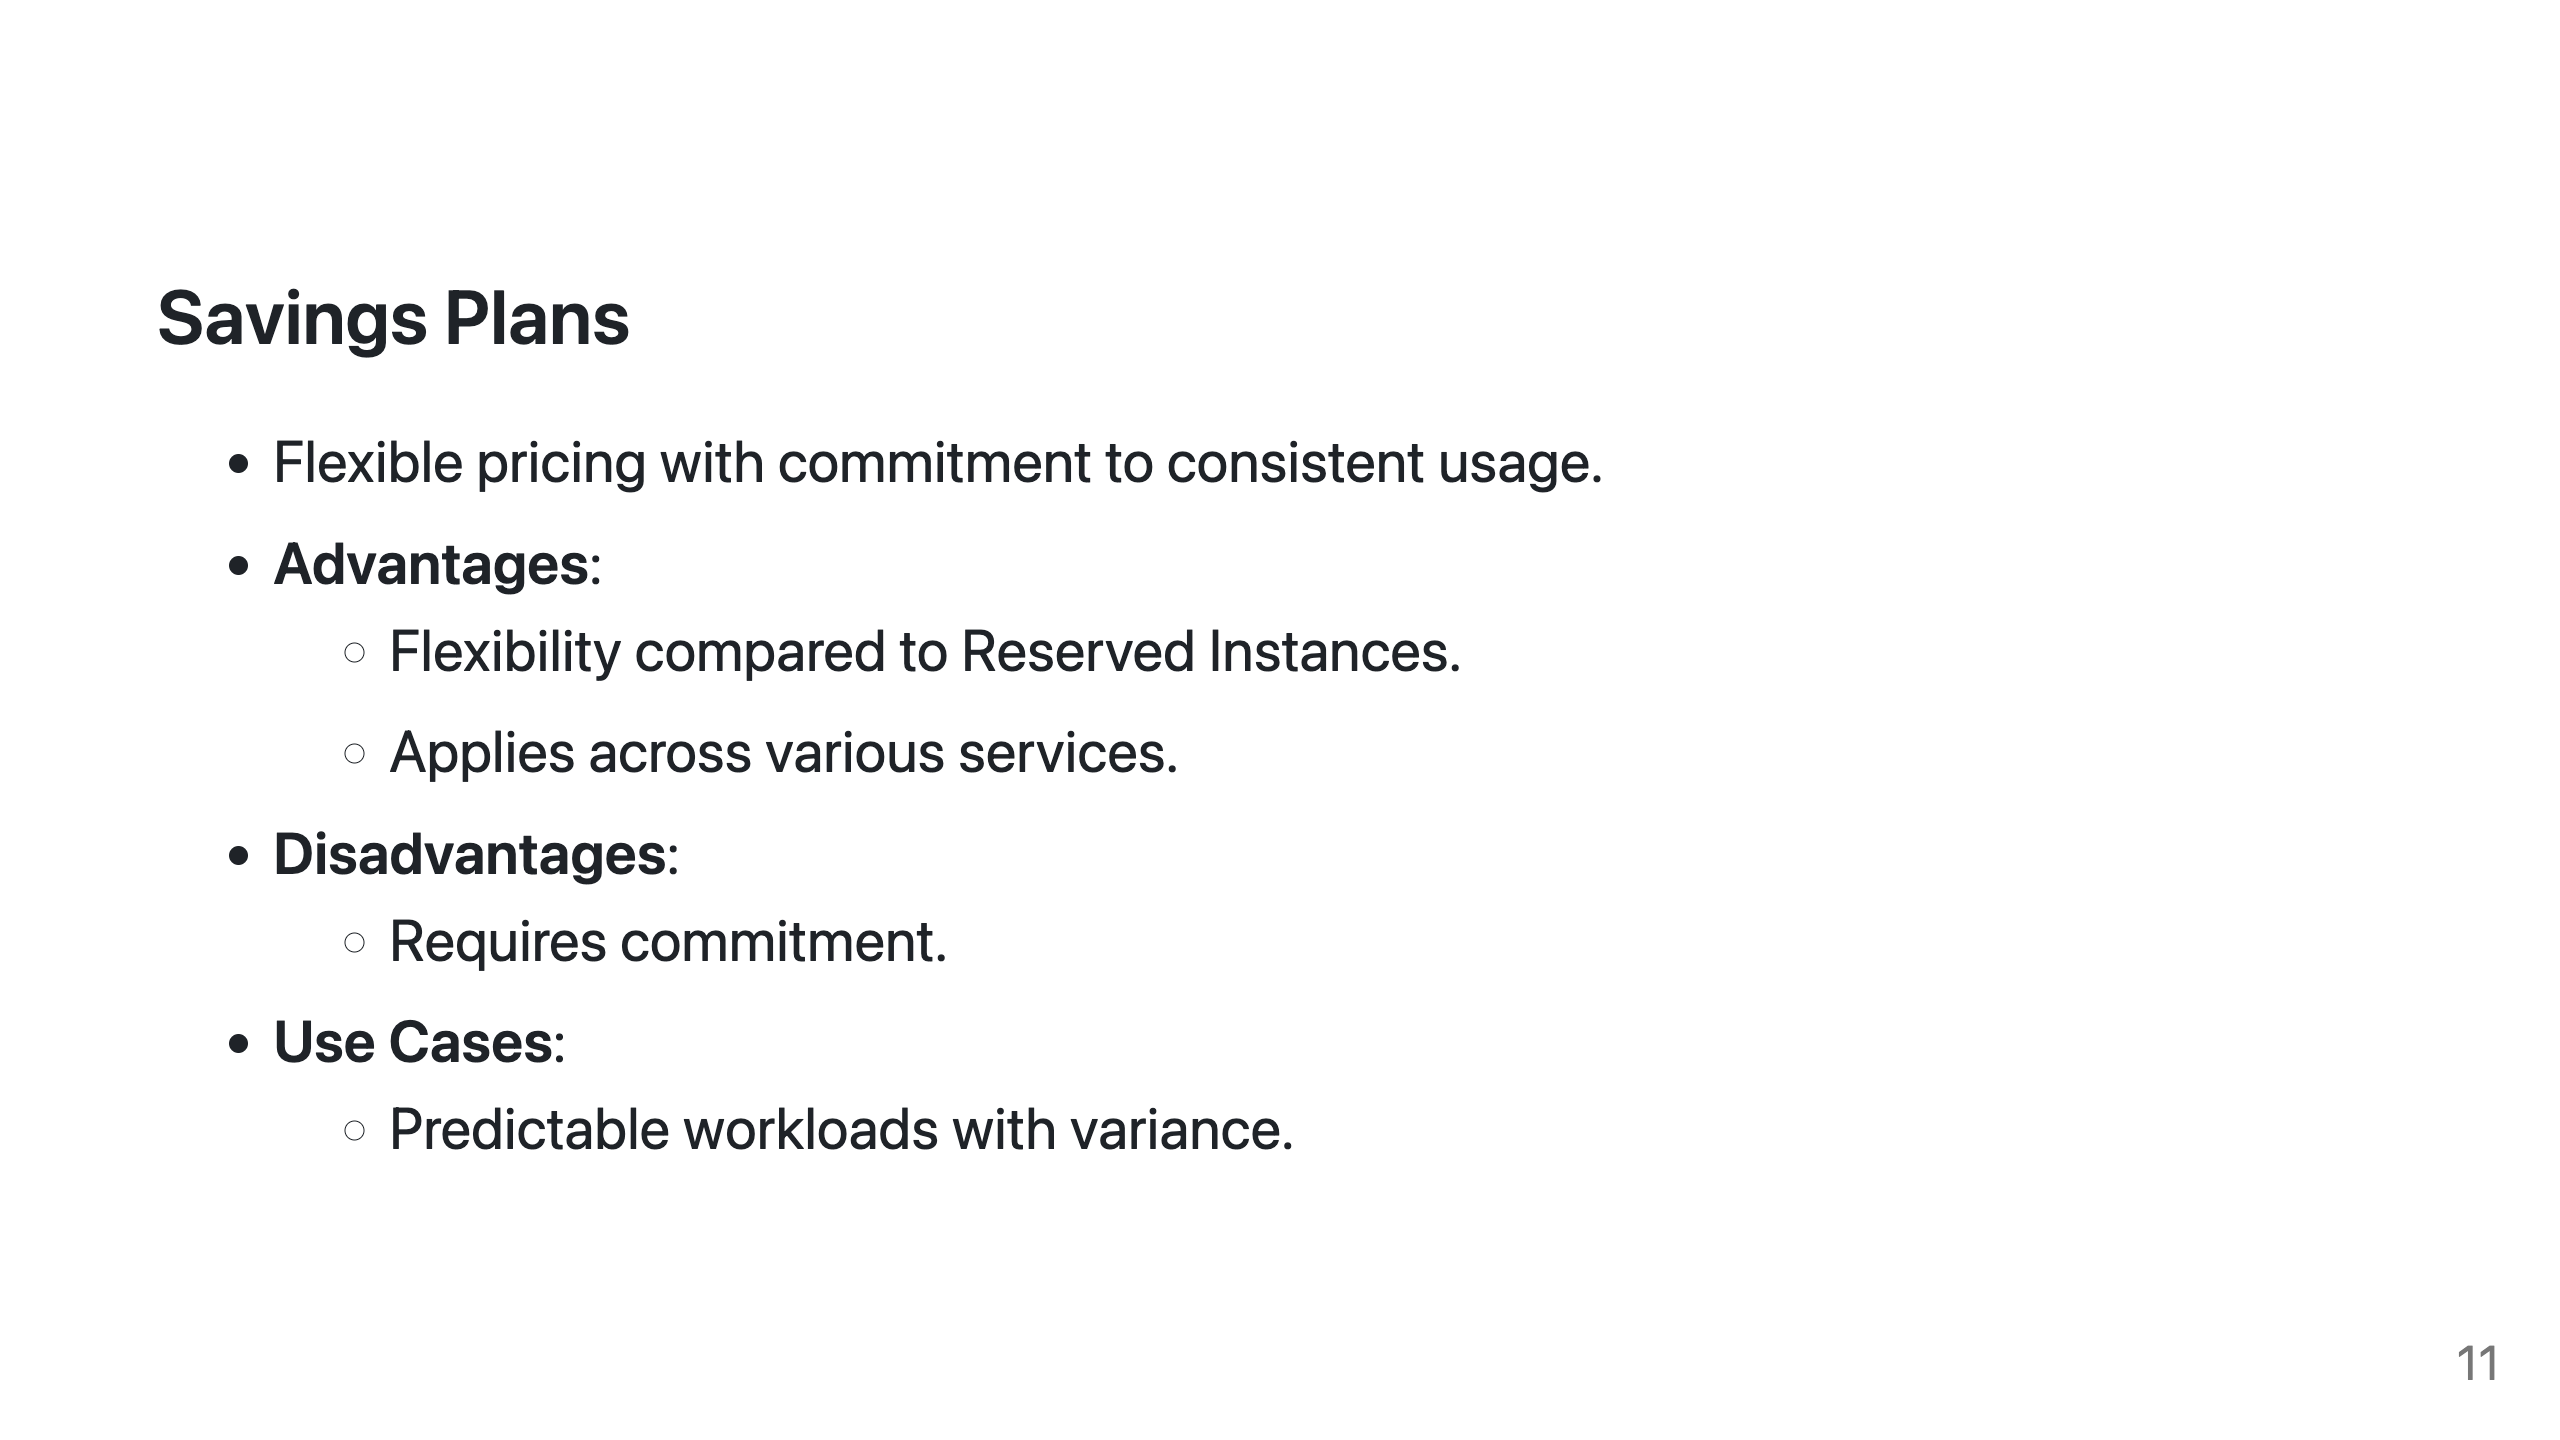 Savings Plans
Flexible pricing with commitment to consistent usage.
Advantages:
Flexibility compared to Reserved Instances.
Applies across various services.
Disadvantages:
Requires commitment.
Use Cases:
Predictable workloads with variance.
11